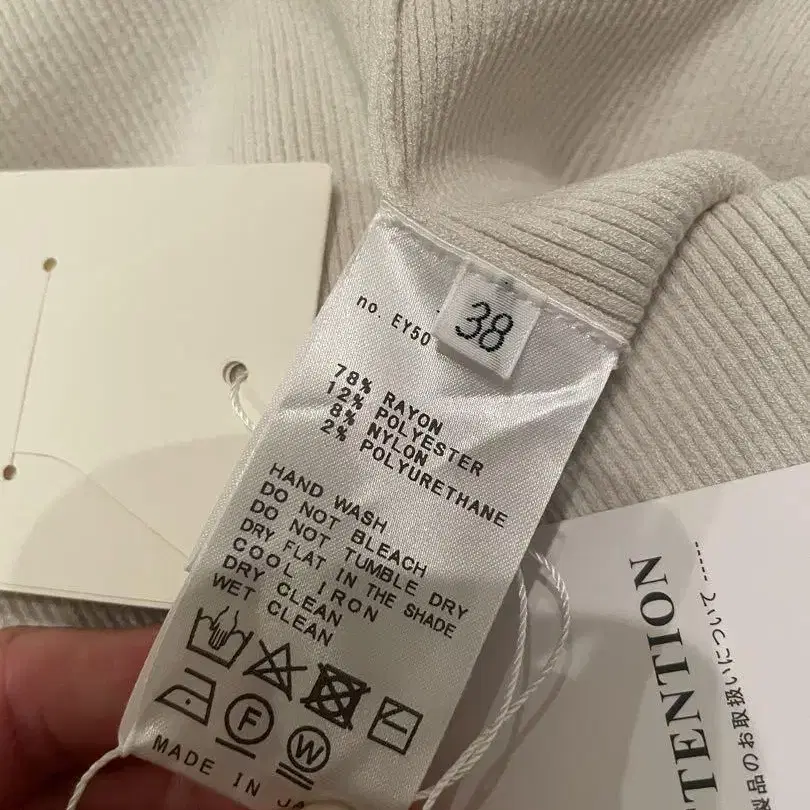 38
no. EY50
78% RAYON
12% POLYESTER
8% NYLON
2% POLYURETHANE
HAND WASH
DO NOT BLEACH
DO NOT TUMBLE DRY
DRY FLAT IN THE SHADE
COOL IRON
DRY CLEAN
WET CLEAN
F
W
MADE IN JA
TTENTION
製品のお取扱いについて